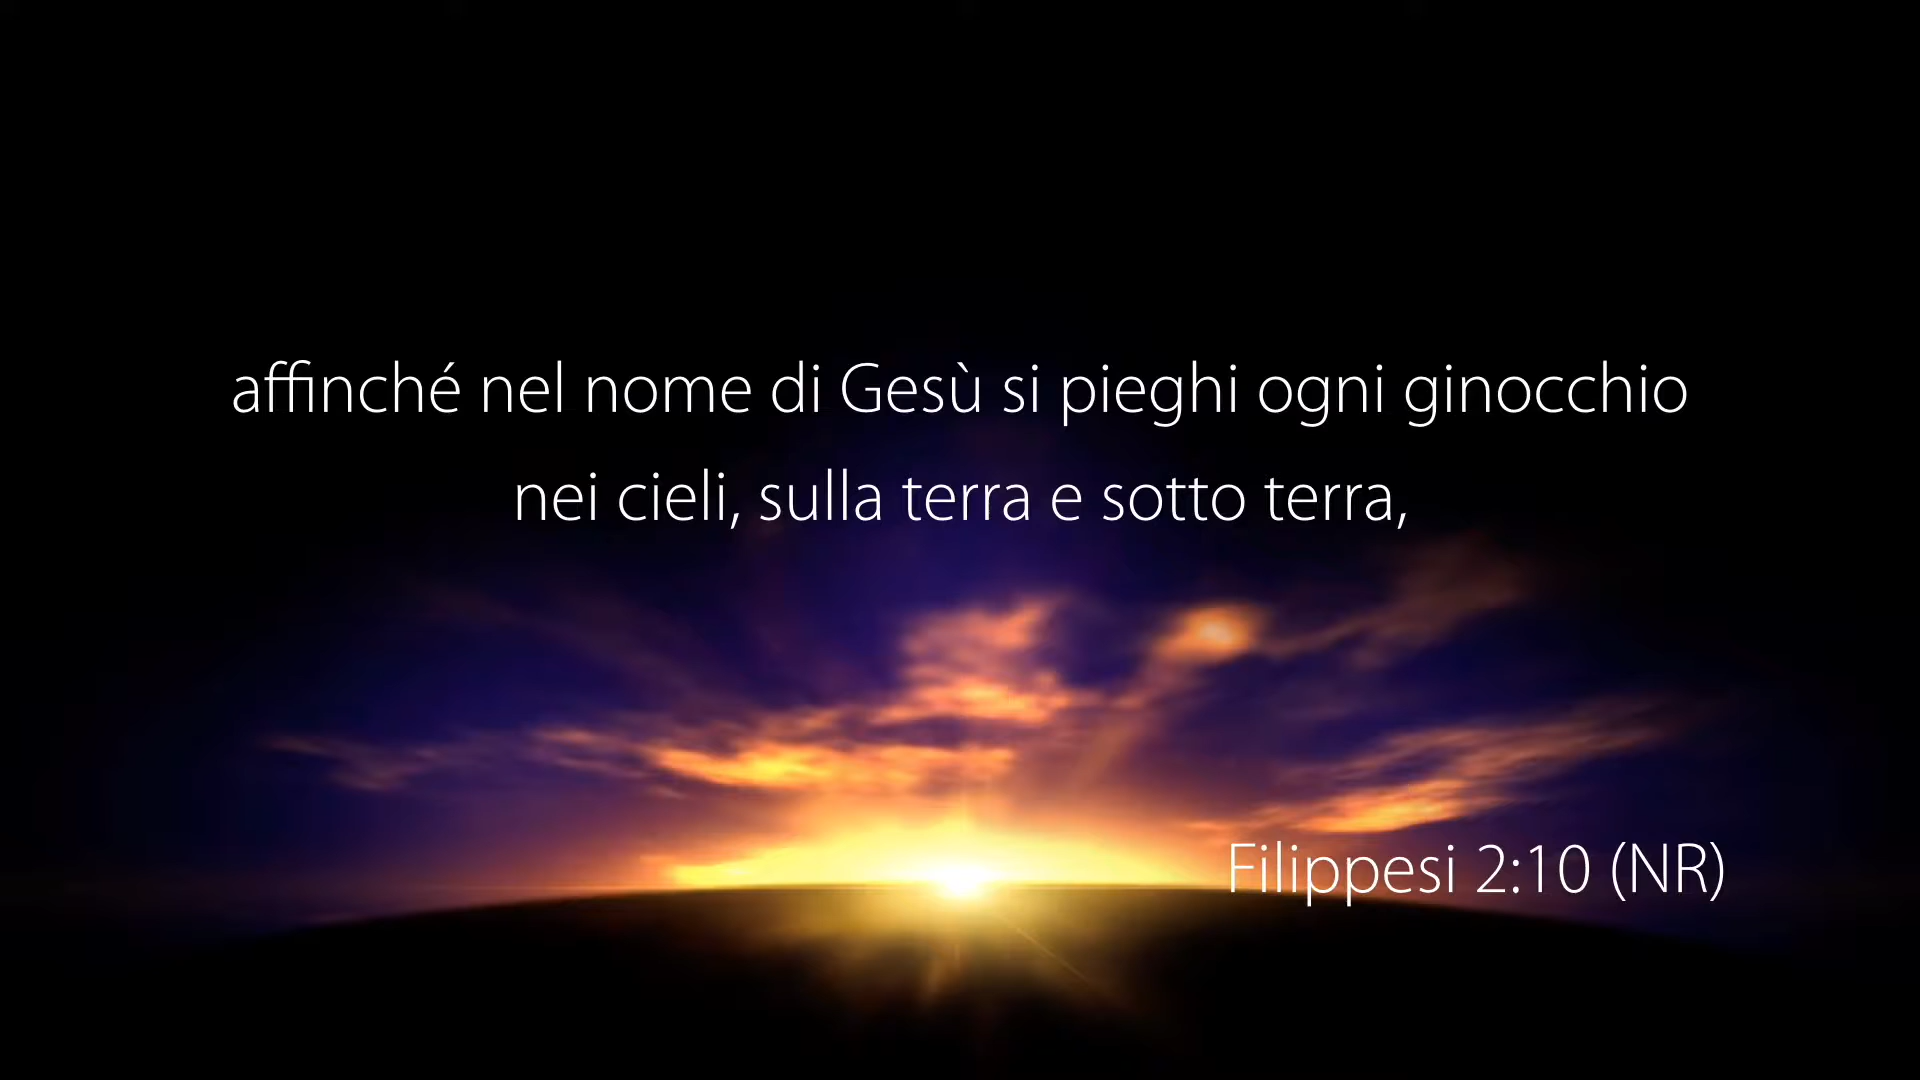 affinché nel nome di Gesù si pieghi ogni ginocchio
nei cieli, sulla terra e sotto terra,
Filippesi 2:10 (NR)